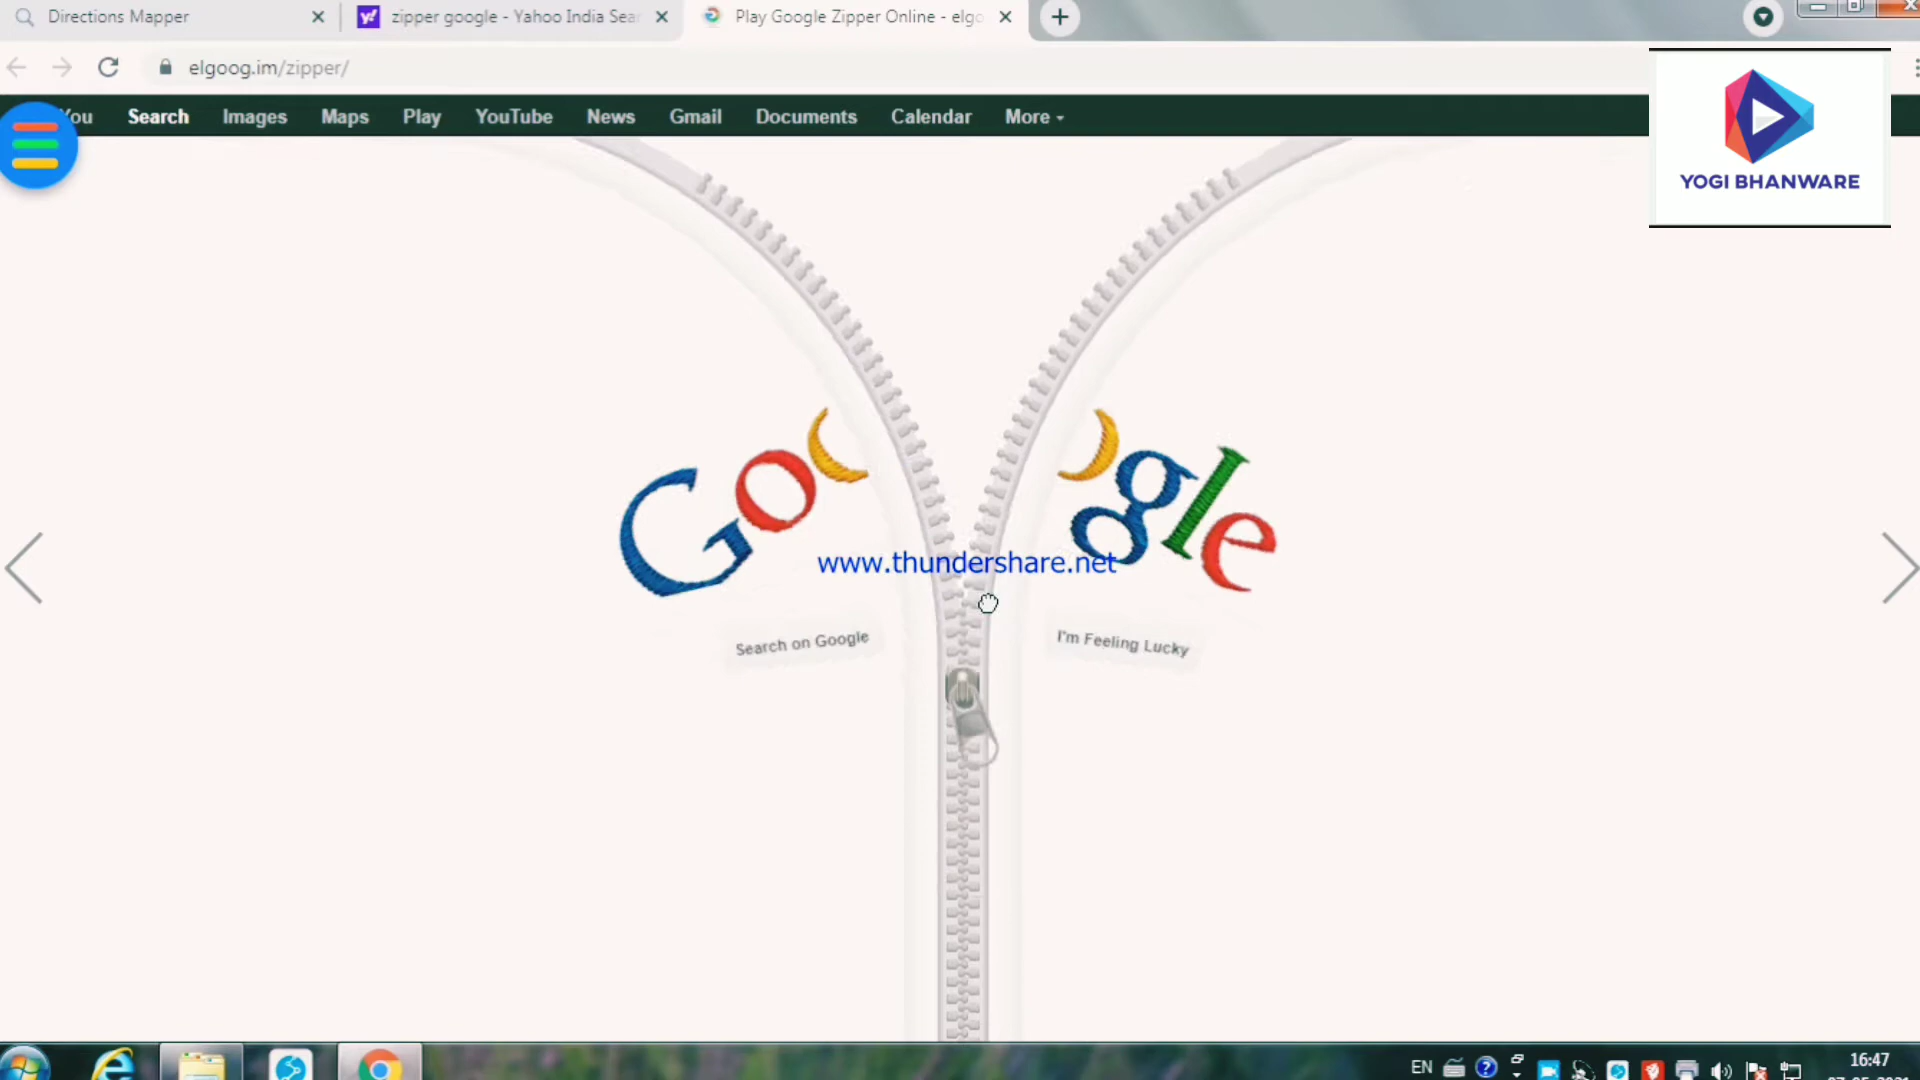 Directions Mapper
zipper google - Yahoo India Sea
Play Google Zipper Online - elgo
elgoog.im/zipper/
You Search Images Maps Play YouTube News Gmail Documents Calendar More
YOGI BHANWARE
Google
www.thundershare.net
Search on Google
I'm Feeling Lucky
EN
16:47